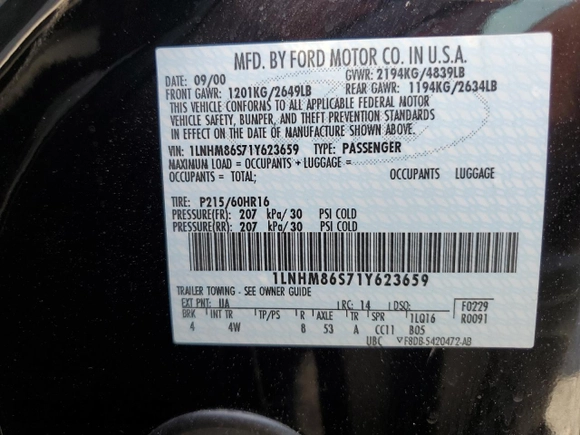 MFD. BY FORD MOTOR CO. IN U.S.A.
DATE: 09/00 GVWR: 2194KG/4839LB
FRONT GAWR: 1201KG/2649LB REAR GAWR: 1194KG/2634LB
THIS VEHICLE CONFORMS TO ALL APPLICABLE FEDERAL MOTOR
VEHICLE SAFETY, BUMPER, AND THEFT PREVENTION STANDARDS
IN EFFECT ON THE DATE OF MANUFACTURE SHOWN ABOVE.
VIN: 1LNHM86S71Y623659 TYPE: PASSENGER
MAXIMUM LOAD = OCCUPANTS + LUGGAGE =
OCCUPANTS: TOTAL = OCCUPANTS LUGGAGE
TIRE: P215/60HR16
PRESSURE(FR): 207 kPa/ 30 PSI COLD
PRESSURE(RR): 207 kPa/ 30 PSI COLD
1LNHM86S71Y623659
TRAILER TOWING - SEE OWNER GUIDE
EXT PNT: UA RC: 14 DSO: F0229
BRK INT TR TP/PS R AXLE TR SPR 1LQ16 R0091
4 4W 8 53 A CC11 B05
UBC F8DB-5420472-AB